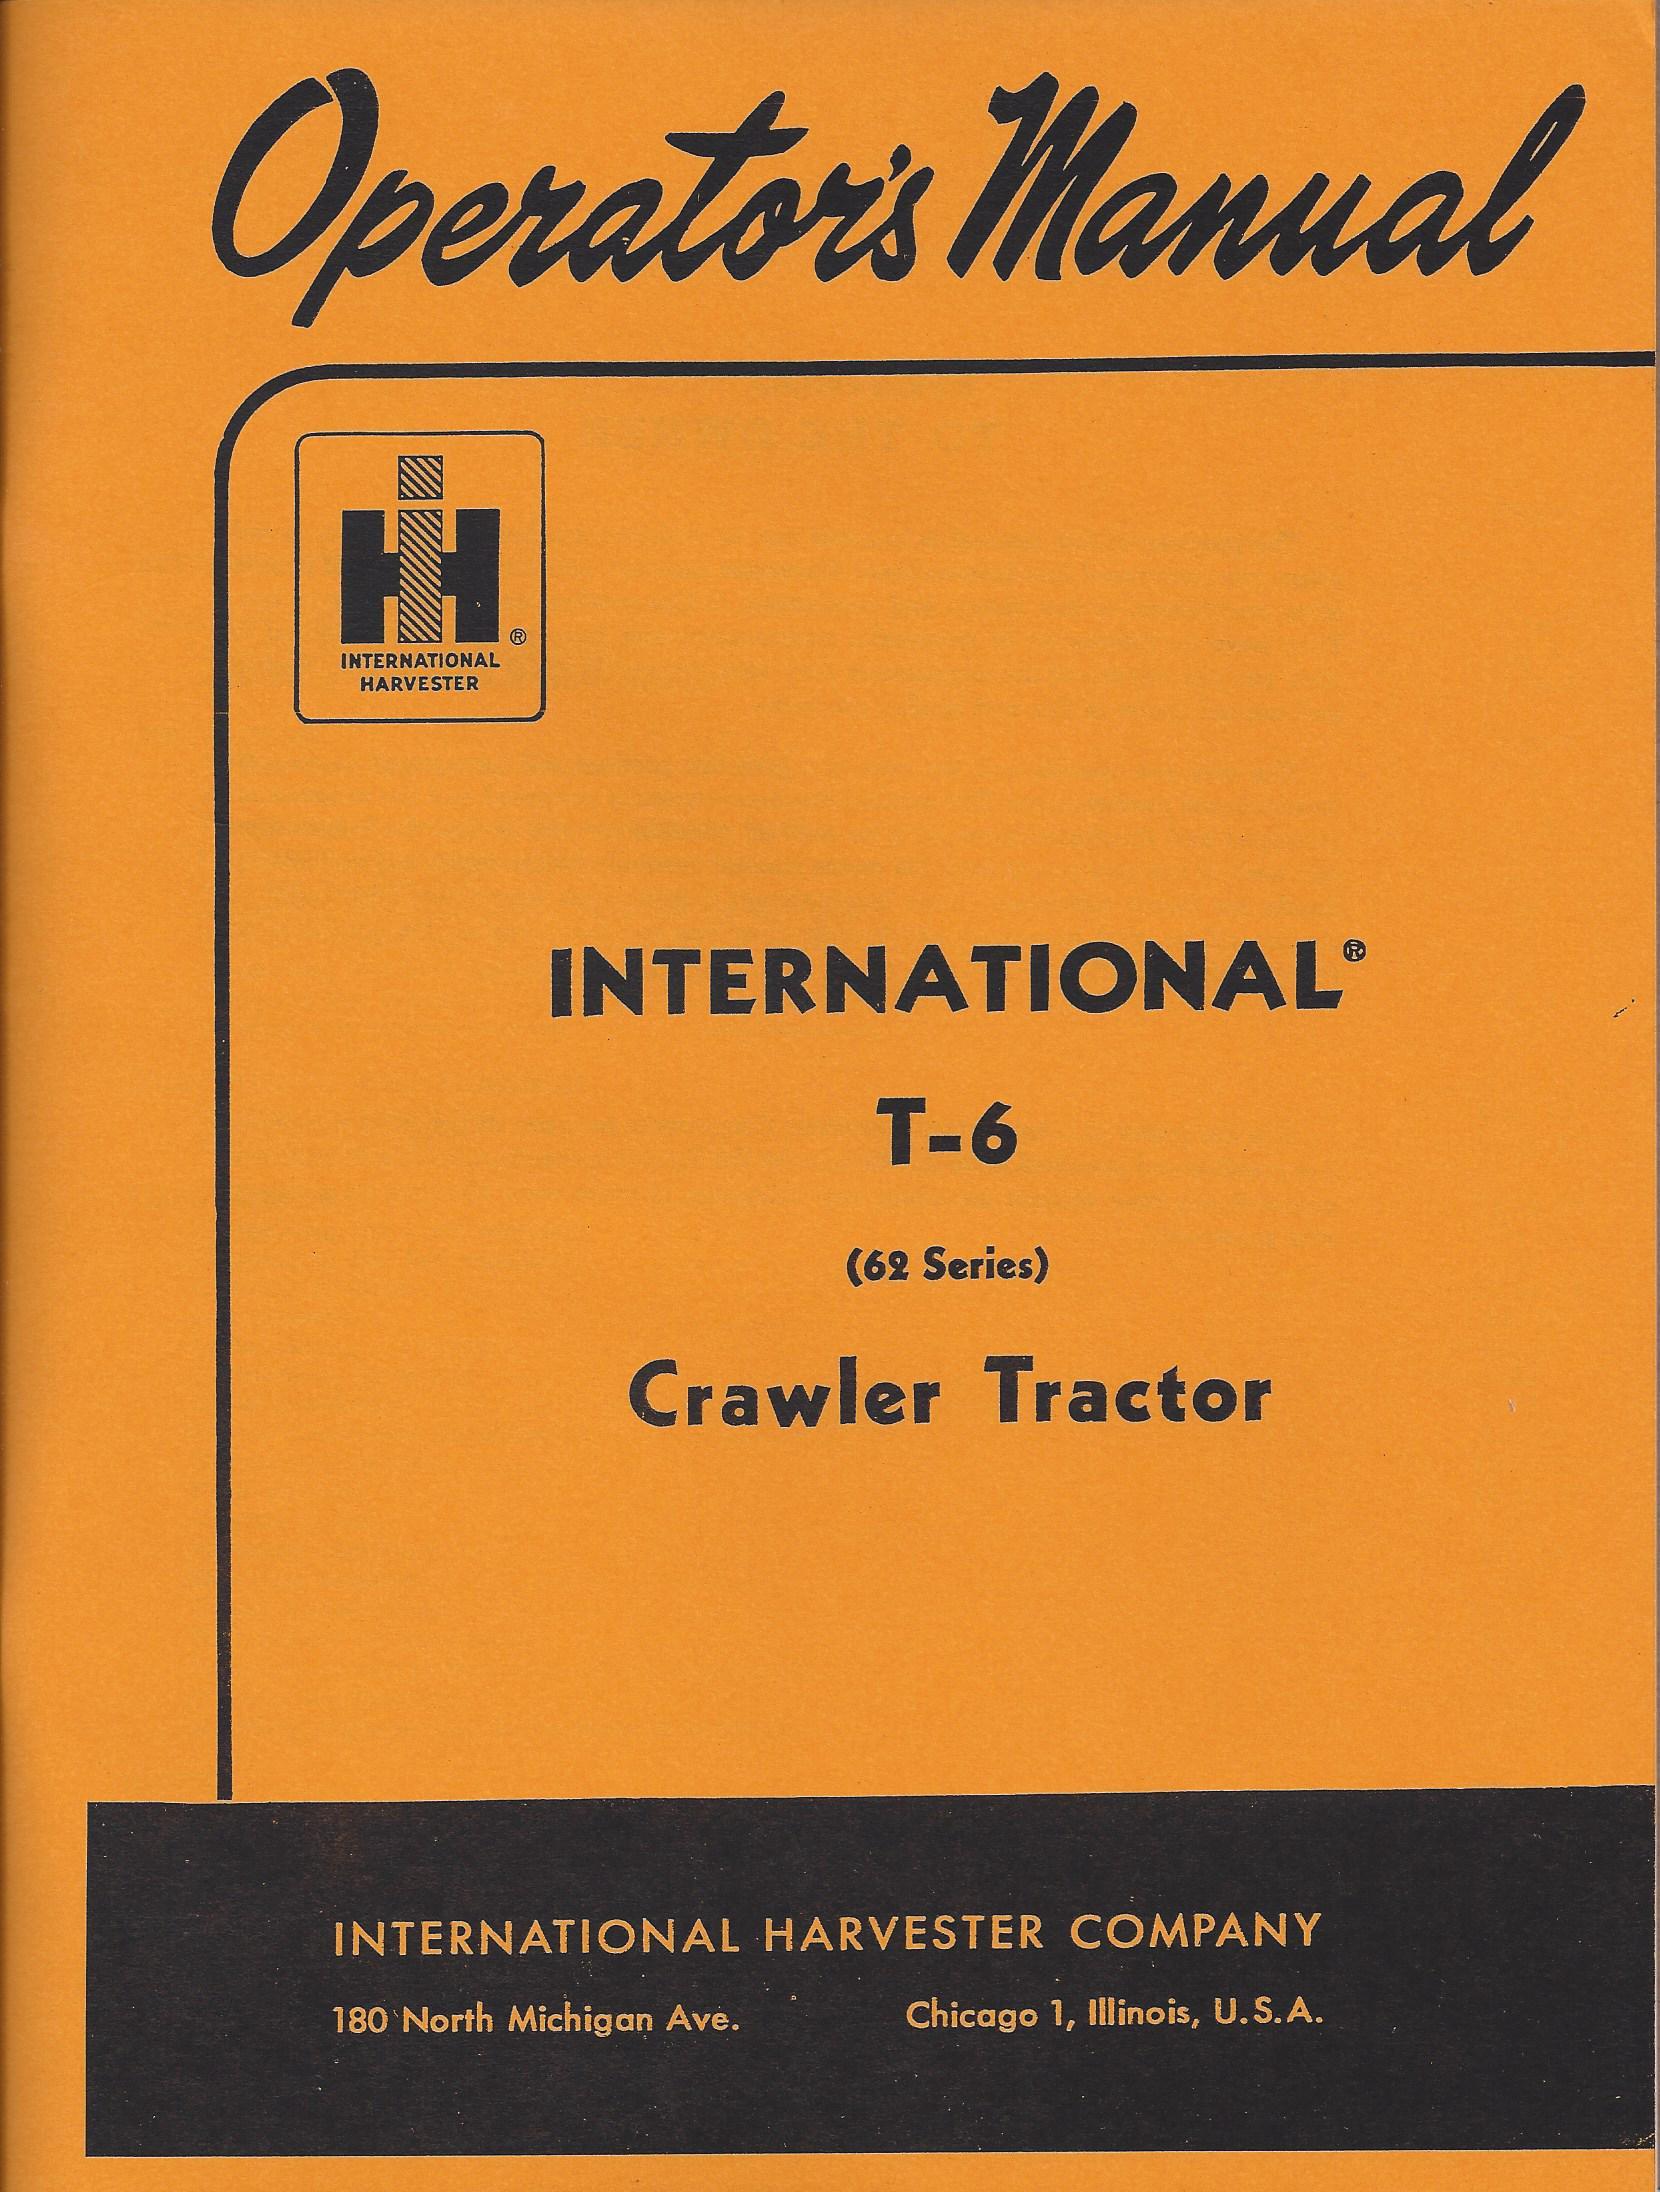 Operator's Manual
IH ®
INTERNATIONAL
HARVESTER
INTERNATIONAL®
T-6
(62 Series)
Crawler Tractor
INTERNATIONAL HARVESTER COMPANY
180 North Michigan Ave. Chicago 1, Illinois, U.S.A.